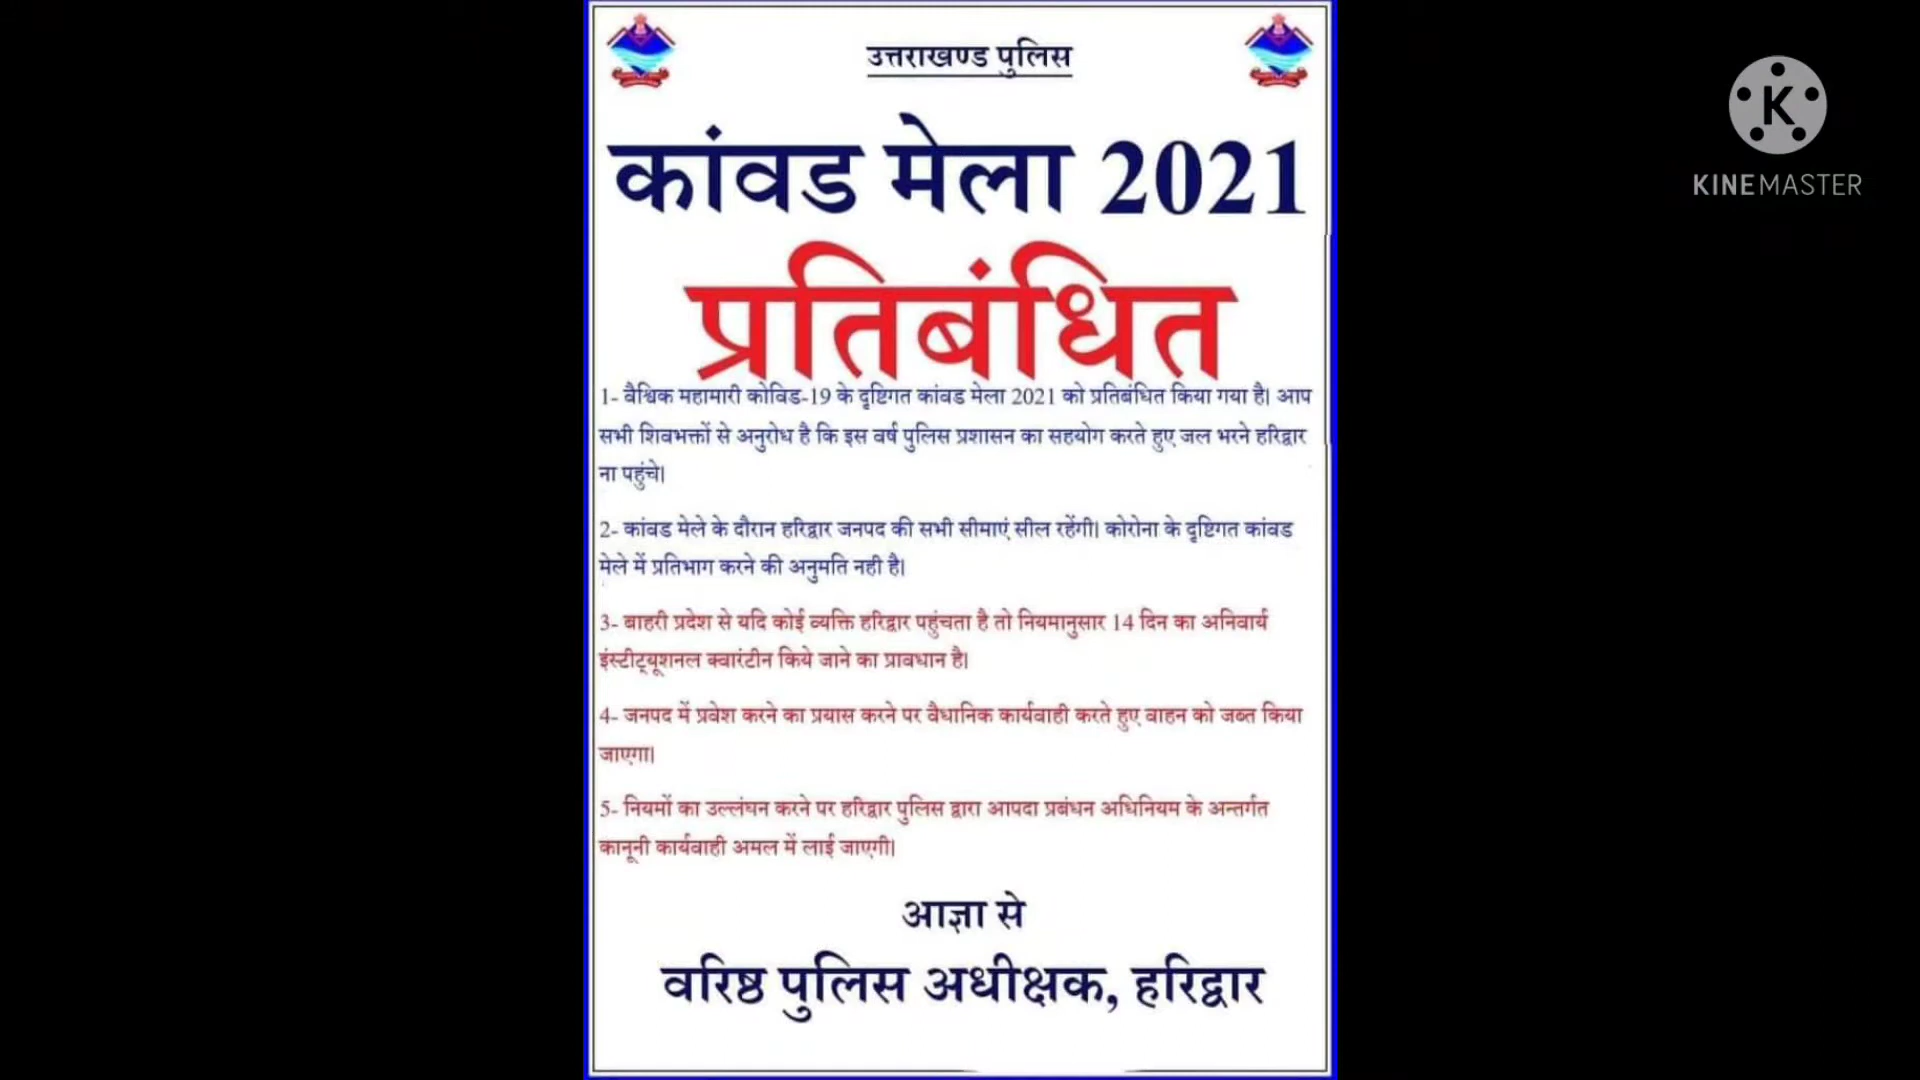 उत्तराखण्ड पुलिस
कांवड मेला 2021
प्रतिबंधित
1- वैश्विक महामारी कोविड-19 के दृष्टिगत कांवड मेला 2021 को प्रतिबंधित किया गया है। आप
सभी शिवभक्तों से अनुरोध है कि इस वर्ष पुलिस प्रशासन का सहयोग करते हुए जल भरने हरिद्वार
ना पहुंचे।
2- कांवड मेले के दौरान हरिद्वार जनपद की सभी सीमाएं सील रहेंगी। कोरोना के दृष्टिगत कांवड
मेले में प्रतिभाग करने की अनुमति नही है।
3- बाहरी प्रदेश से यदि कोई व्यक्ति हरिद्वार पहुंचता है तो नियमानुसार 14 दिन का अनिवार्य
इंस्टीट्यूशनल क्वारंटीन किये जाने का प्रावधान है।
4- जनपद में प्रवेश करने का प्रयास करने पर वैधानिक कार्यवाही करते हुए वाहन को जब्त किया
जाएगा।
5- नियमों का उल्लंघन करने पर हरिद्वार पुलिस द्वारा आपदा प्रबंधन अधिनियम के अन्तर्गत
कानूनी कार्यवाही अमल में लाई जाएगी।
आज्ञा से
वरिष्ठ पुलिस अधीक्षक, हरिद्वार
K
KINEMASTER